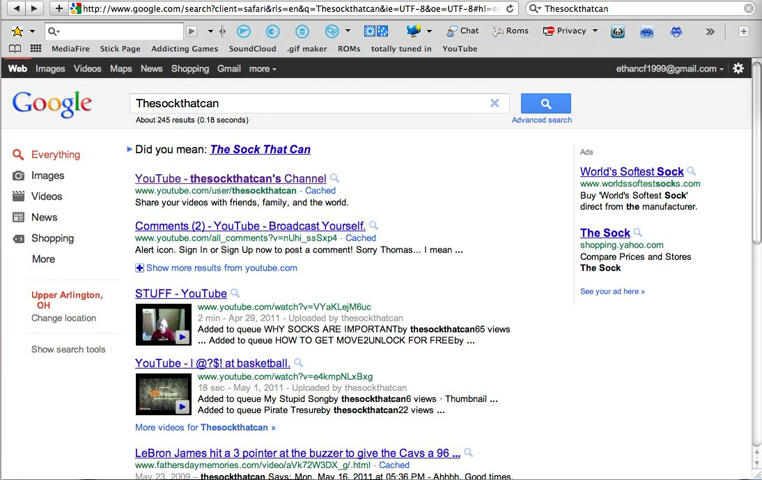 http://www.google.com/search?client=safari&rls=en&q=Thesockthatcan&ie=UTF-8&oe=UTF-8#hl=e
Thesockthatcan
Chat
Roms
Privacy
MediaFire
Stick Page
Addicting Games
SoundCloud
.gif maker
ROMs
totally tuned in
YouTube
Web Images Videos Maps News Shopping Gmail more
ethancf1999@gmail.com
Google
Thesockthatcan
About 245 results (0.18 seconds)
Advanced search
Everything
Images
Videos
News
Shopping
More
Upper Arlington,
OH
Change location
Show search tools
Did you mean: The Sock That Can
YouTube - thesockthatcan's Channel
www.youtube.com/user/thesockthatcan - Cached
Share your videos with friends, family, and the world.
Comments (2) - YouTube - Broadcast Yourself.
www.youtube.com/all_comments?v=nUhi_ssSxp4 - Cached
Alert icon. Sign In or Sign Up now to post a comment! Sorry Thomas... I mean ...
Show more results from youtube.com
STUFF - YouTube
www.youtube.com/watch?v=VYaKLejM6uc
2 min - Apr 29, 2011 - Uploaded by thesockthatcan
Added to queue WHY SOCKS ARE IMPORTANTby thesockthatcan65 views
... Added to queue HOW TO GET MOVE2UNLOCK FOR FREEby ...
YouTube - I @?$! at basketball.
www.youtube.com/watch?v=e4kmpNLxBxg
18 sec - May 1, 2011 - Uploaded by thesockthatcan
Added to queue My Stupid Songby thesockthatcan6 views · Thumbnail ...
Added to queue Pirate Tresureby thesockthatcan22 views ...
More videos for Thesockthatcan »
LeBron James hit a 3 pointer at the buzzer to give the Cavs a 96 ...
www.fathersdaymemories.com/video/aVk72W3DX_g/.html - Cached
May 23, 2009 – thesockthatcan Says: Mon, May 16, 2011 at 05:36 PM - Ahhhh. Good times.
Ads
World's Softest Sock
www.worldssoftestsocks.com
Buy 'World's Softest Sock'
direct from the manufacturer.
The Sock
shopping.yahoo.com
Compare Prices and Stores
The Sock
See your ad here »